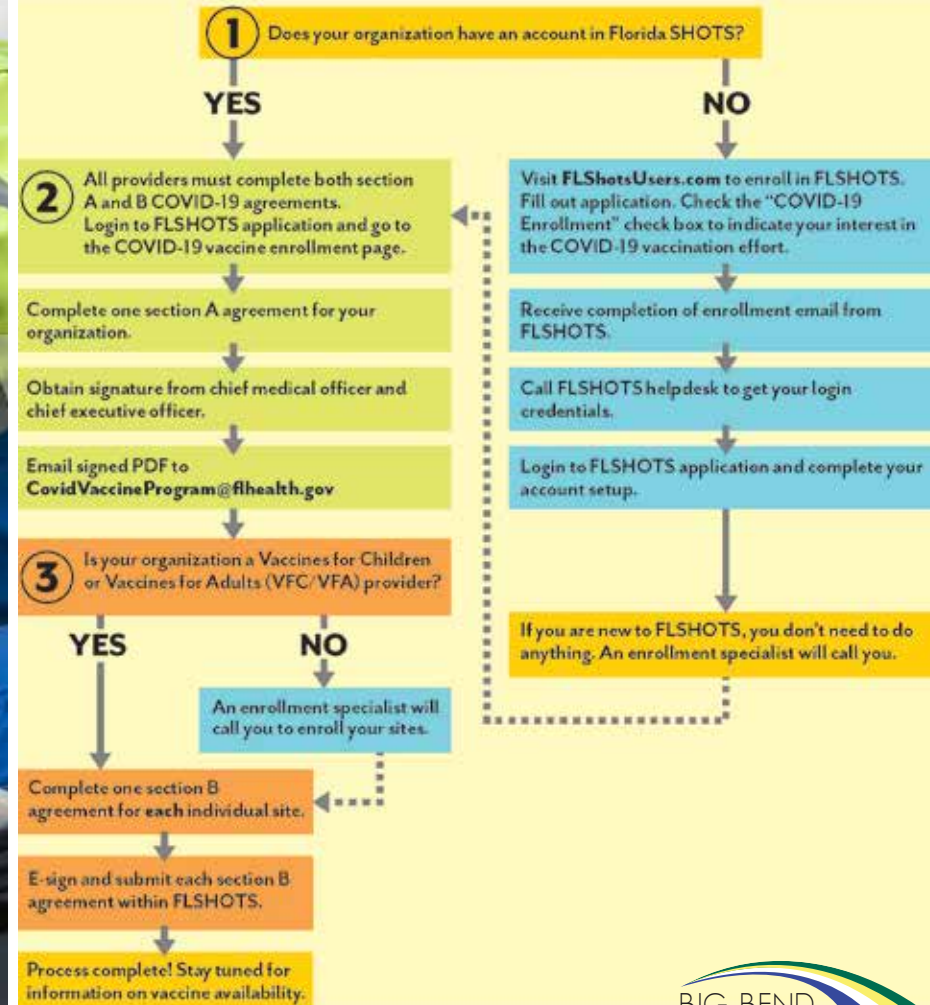 1 Does your organization have an account in Florida SHOTS?
YES
NO
2 All providers must complete both section
A and B COVID-19 agreements.
Login to FLSHOTS application and go to
the COVID-19 vaccine enrollment page.
Complete one section A agreement for your
organization.
Obtain signature from chief medical officer and
chief executive officer.
Email signed PDF to
CovidVaccineProgram@flhealth.gov
Visit FLShotsUsers.com to enroll in FLSHOTS.
Fill out application. Check the “COVID-19
Enrollment” check box to indicate your interest in
the COVID-19 vaccination effort.
Receive completion of enrollment email from
FLSHOTS.
Call FLSHOTS helpdesk to get your login
credentials.
Login to FLSHOTS application and complete your
account setup.
If you are new to FLSHOTS, you don't need to do
anything. An enrollment specialist will call you.
3 Is your organization a Vaccines for Children
or Vaccines for Adults (VFC/VFA) provider?
YES
NO
An enrollment specialist will
call you to enroll your sites.
Complete one section B
agreement for each individual site.
E-sign and submit each section B
agreement within FLSHOTS.
Process complete! Stay tuned for
information on vaccine availability.
BIG BEND